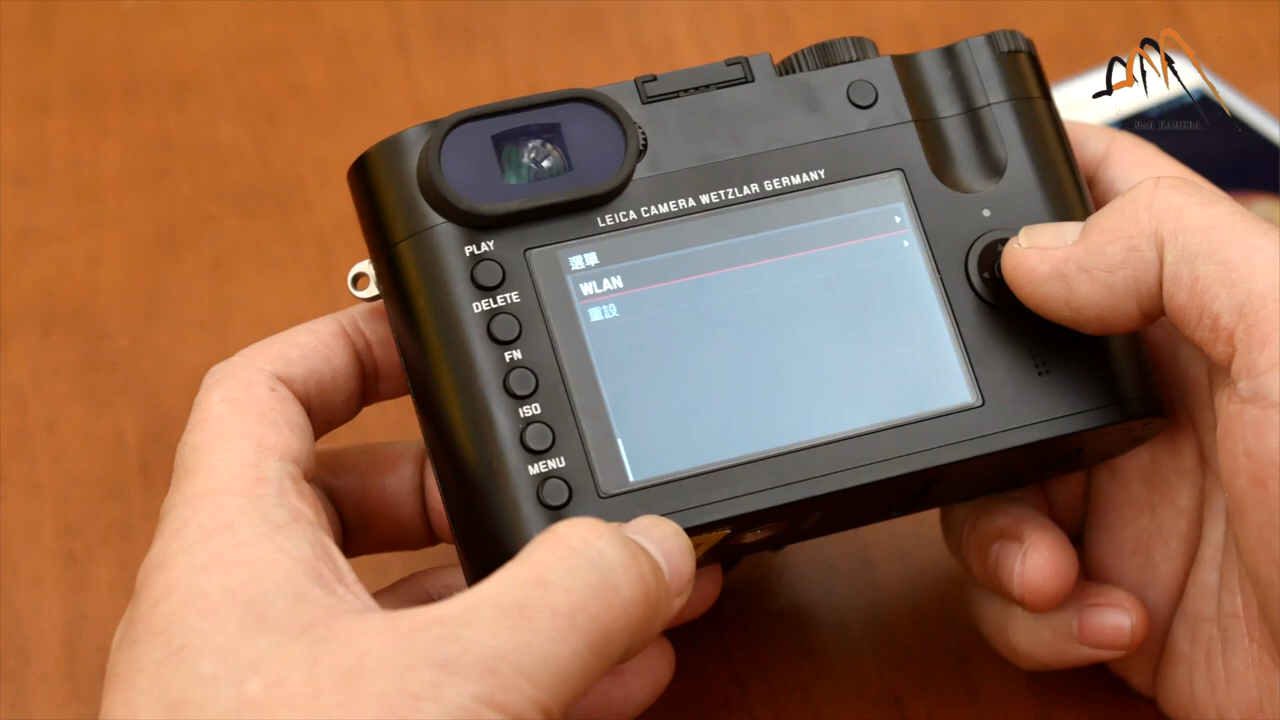 LEICA CAMERA WETZLAR GERMANY
PLAY
DELETE
FN
ISO
MENU
選單
WLAN
重設